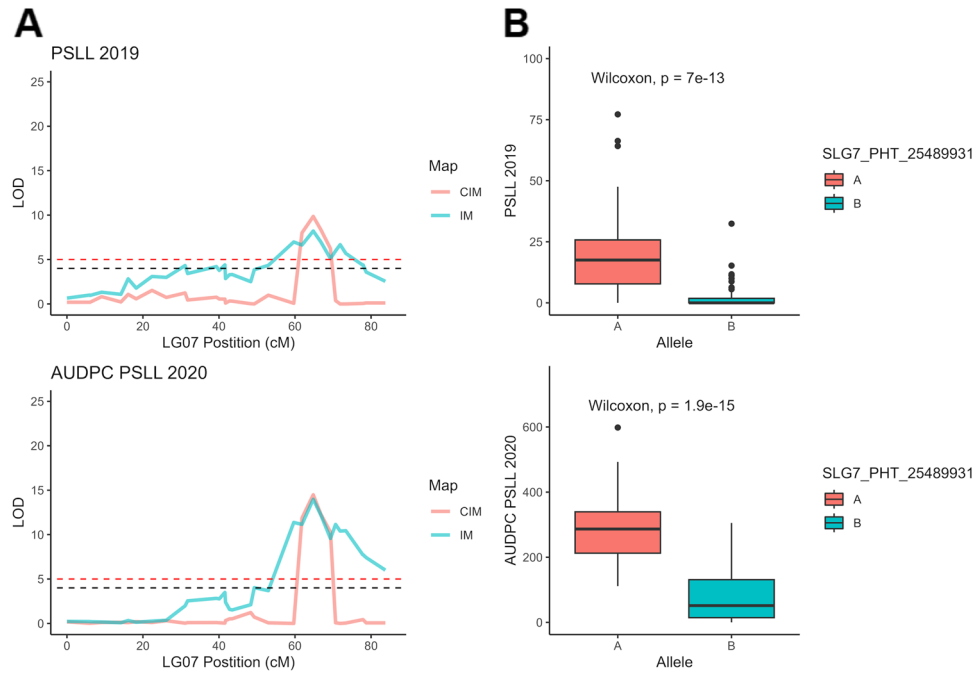 A
PSLL 2019
25
20
15
10
5
0
LOD
0 20 40 60 80
LG07 Postition (cM)
Map
CIM
IM
AUDPC PSLL 2020
25
20
15
10
5
0
LOD
0 20 40 60 80
LG07 Postition (cM)
Map
CIM
IM
B
100
75
50
25
0
PSLL 2019
Wilcoxon, p = 7e-13
A B
Allele
SLG7_PHT_25489931
A
B
600
400
200
0
AUDPC PSLL 2020
Wilcoxon, p = 1.9e-15
A B
Allele
SLG7_PHT_25489931
A
B